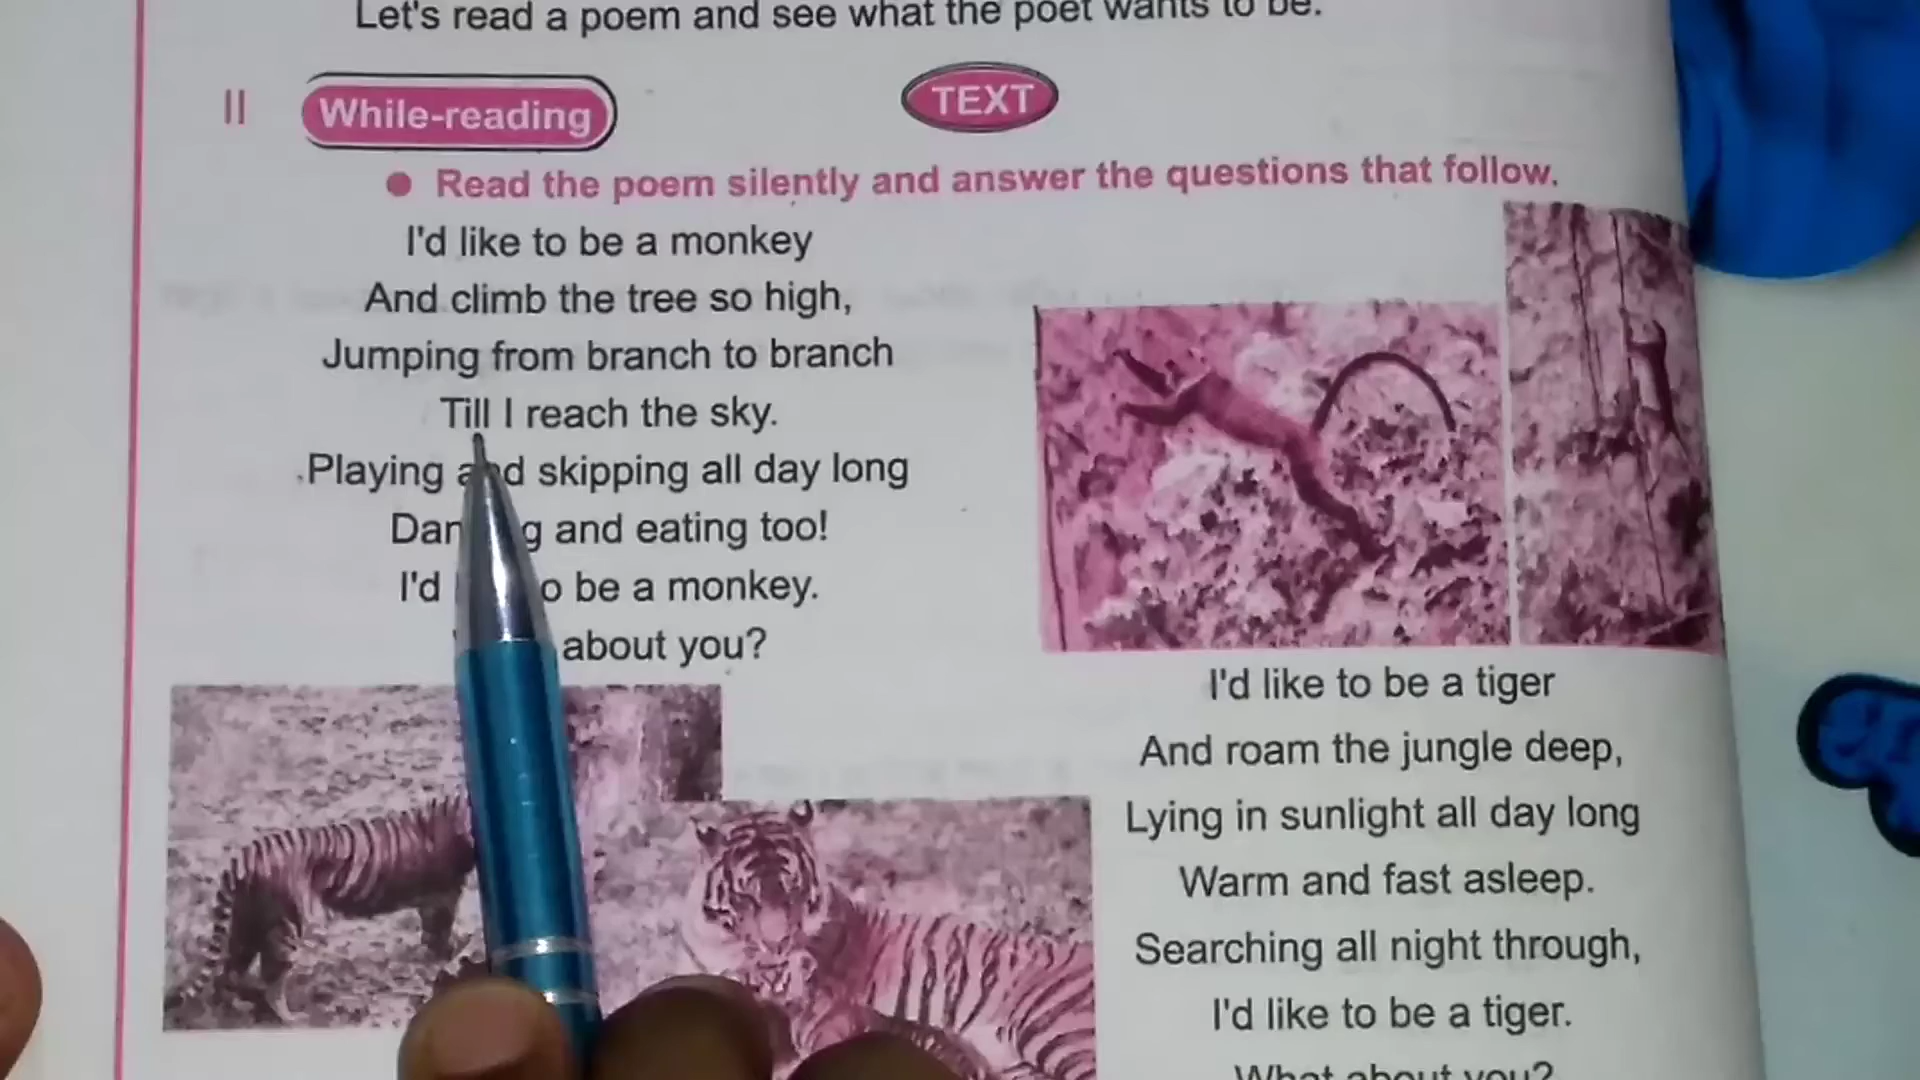 Let's read a poem and see what the poet wants to be.
II While-reading TEXT
● Read the poem silently and answer the questions that follow.
I'd like to be a monkey
And climb the tree so high,
Jumping from branch to branch
Till I reach the sky.
Playing and skipping all day long
and eating too!
I'd be a monkey.
about you?
I'd like to be a tiger
And roam the jungle deep,
Lying in sunlight all day long
Warm and fast asleep.
Searching all night through,
I'd like to be a tiger.
What about you?